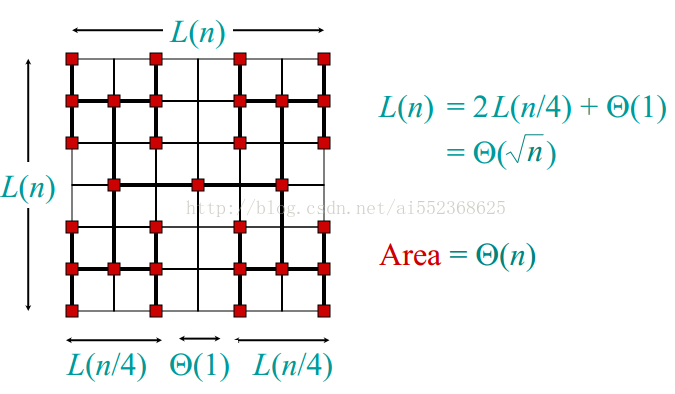 L(n)
L(n) = 2L(n/4) + Θ(1)
= Θ(√n)
L(n)
http://blog.csdn.net/ai552368625
Area = Θ(n)
L(n/4) Θ(1) L(n/4)